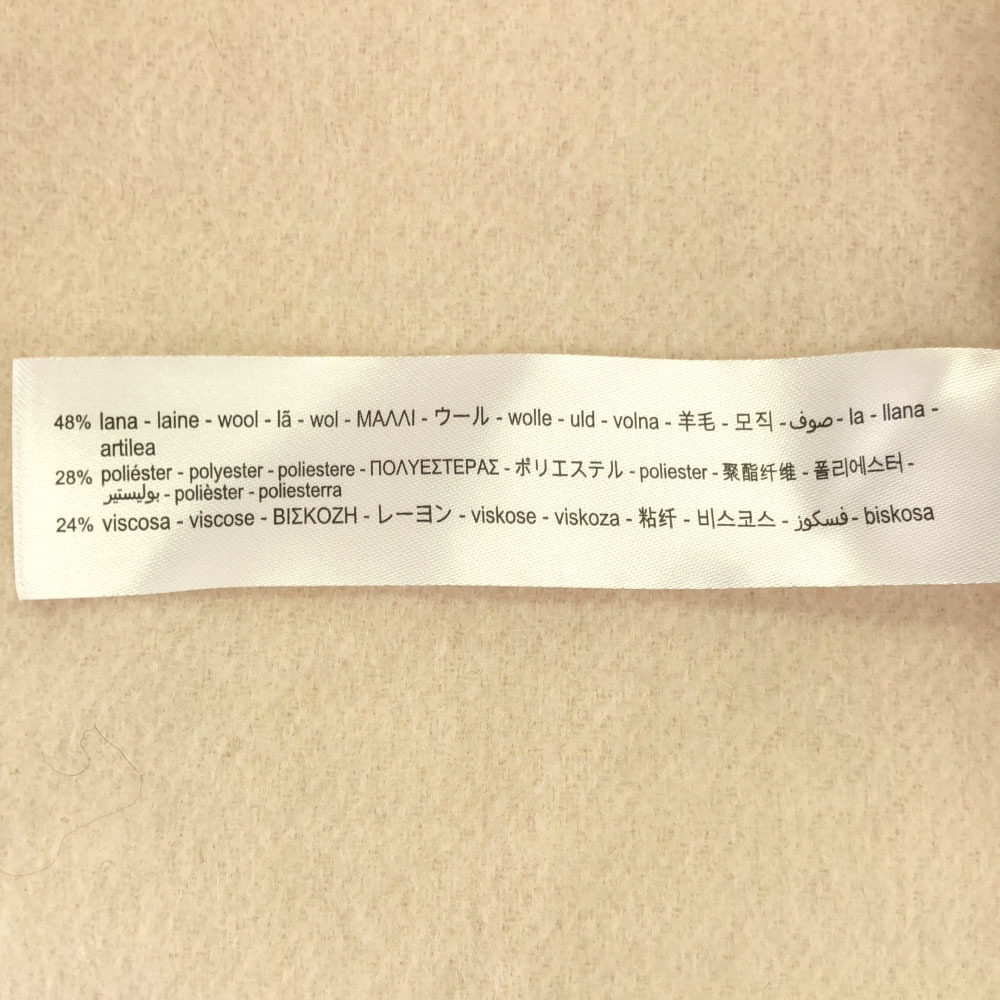 48% lana - laine - wool - lã - wol - ΜΑΛΛΙ - ウール - wolle - uld - volna - 羊毛 - 모직 - صوف - la - llana -
artilea
28% poliéster - polyester - poliestere - ΠΟΛΥΕΣΤΕΡΑΣ - ポリエステル - poliester - 聚酯纤维 - 폴리에스터 -
بوليستير - polièster - poliesterra
24% viscosa - viscose - ΒΙΣΚΟΖΗ - レーヨン - viskose - viskoza - 粘纤 - 비스코스 - فسكوز - biskosa